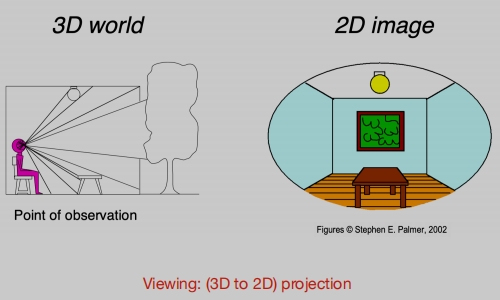 3D world
2D image
Point of observation
Figures © Stephen E. Palmer, 2002
Viewing: (3D to 2D) projection